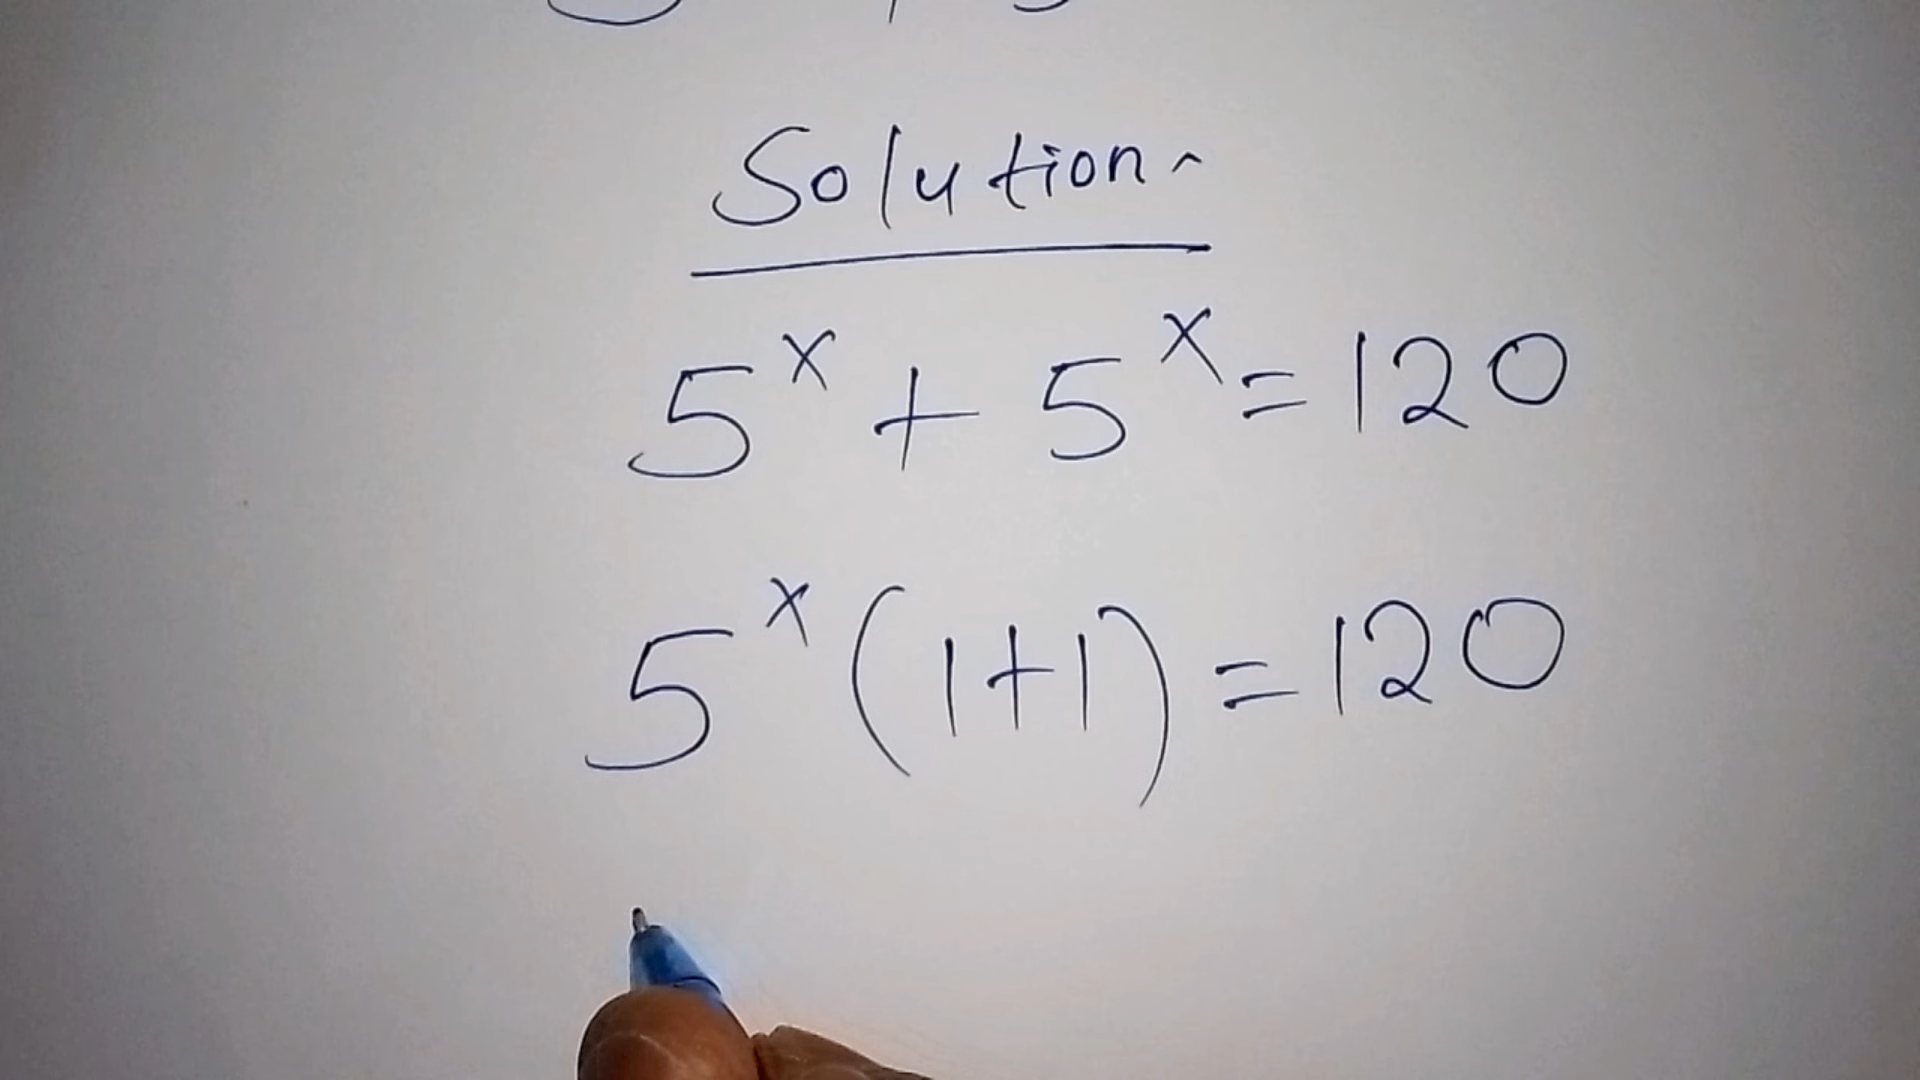 Solution.
5^x + 5^x = 120
5^x (1+1) = 120